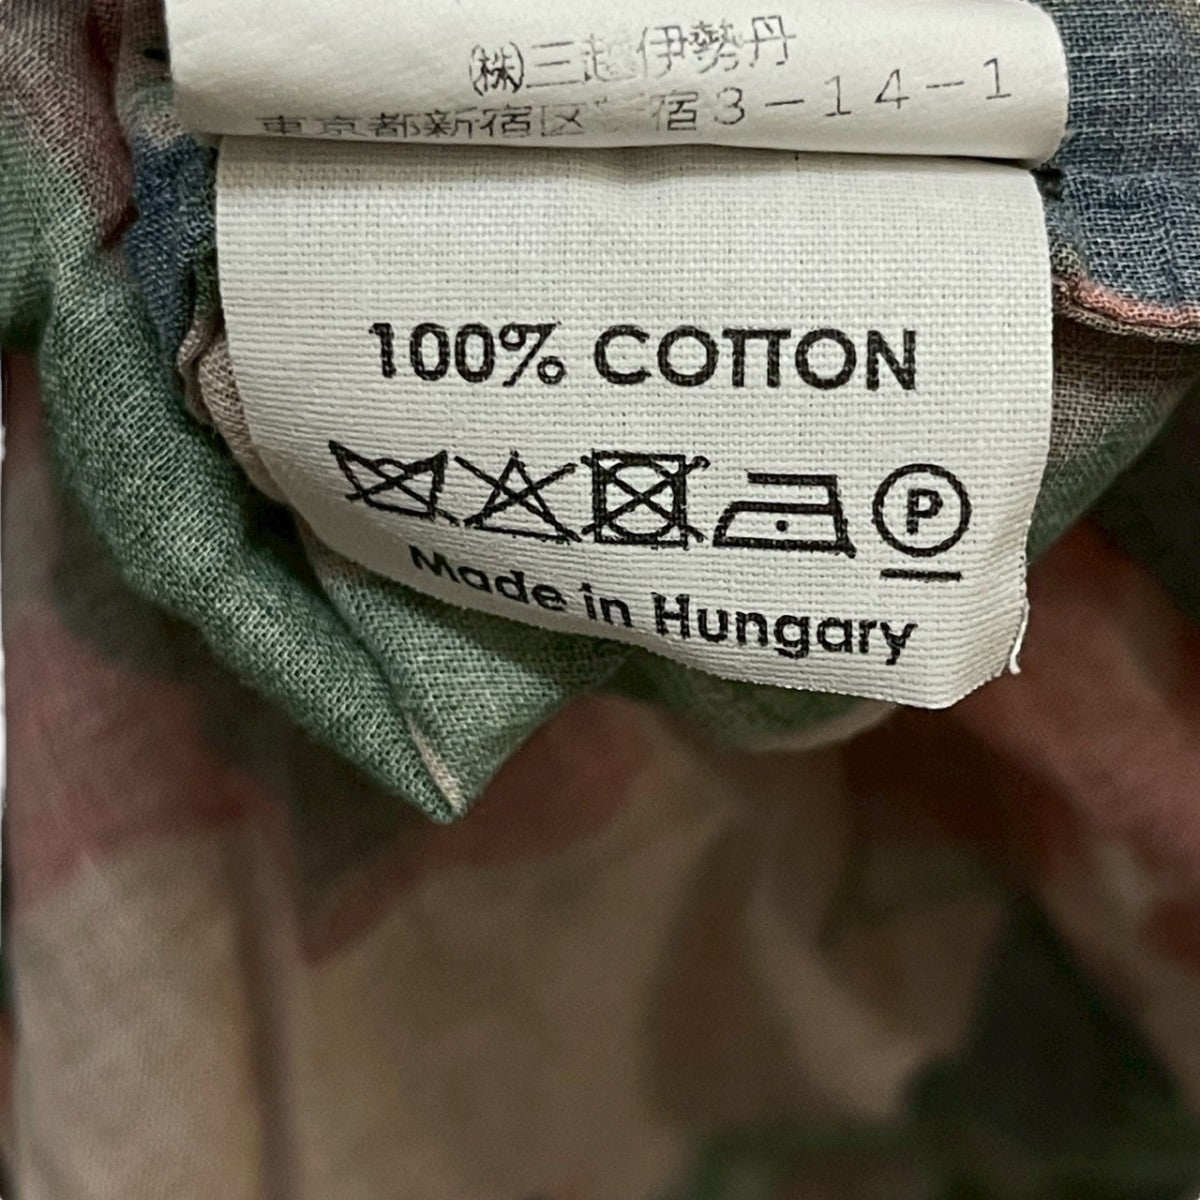 ㈱三越伊勢丹
東京都新宿区新宿3-14-1
100% COTTON
P
Made in Hungary